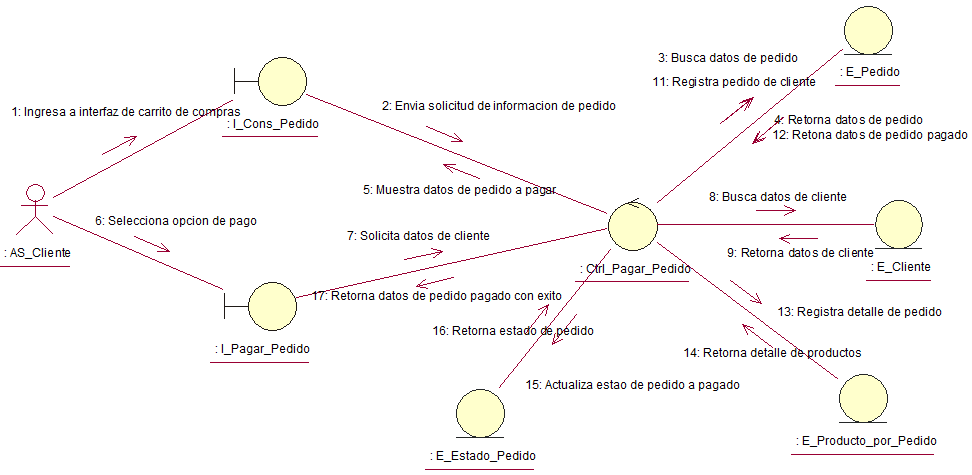 3: Busca datos de pedido
: E_Pedido
11: Registra pedido de cliente
1: Ingresa a interfaz de carrito de compras
2: Envia solicitud de informacion de pedido
: I_Cons_Pedido
4: Retorna datos de pedido
12: Retona datos de pedido pagado
5: Muestra datos de pedido a pagar
8: Busca datos de cliente
6: Selecciona opcion de pago
7: Solicita datos de cliente
: AS_Cliente
9: Retorna datos de cliente
: E_Cliente
: Ctrl_Pagar_Pedido
17: Retorna datos de pedido pagado con exito
13: Registra detalle de pedido
16: Retorna estado de pedido
: I_Pagar_Pedido
14: Retorna detalle de productos
15: Actualiza estao de pedido a pagado
: E_Producto_por_Pedido
: E_Estado_Pedido